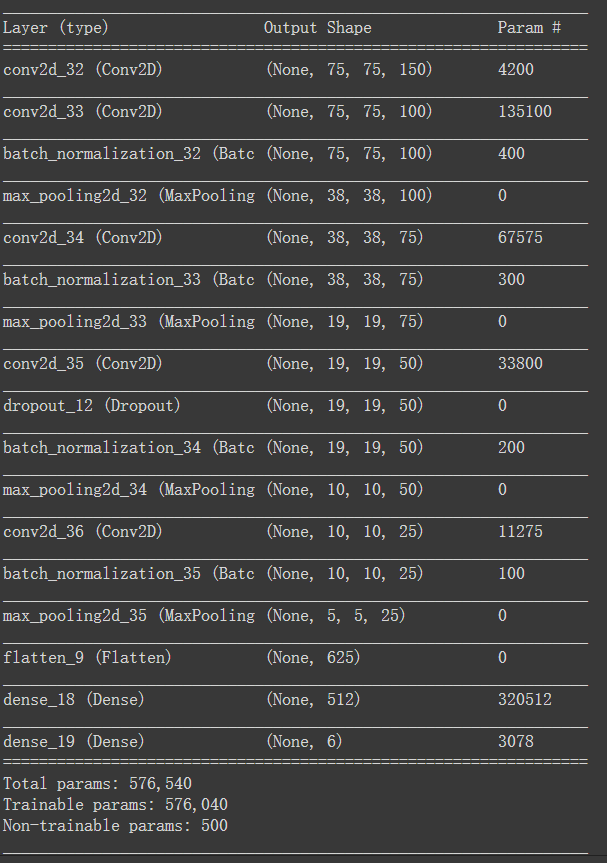 Layer (type) Output Shape Param #
conv2d_32 (Conv2D) (None, 75, 75, 150) 4200
conv2d_33 (Conv2D) (None, 75, 75, 100) 135100
batch_normalization_32 (Batc (None, 75, 75, 100) 400
max_pooling2d_32 (MaxPooling (None, 38, 38, 100) 0
conv2d_34 (Conv2D) (None, 38, 38, 75) 67575
batch_normalization_33 (Batc (None, 38, 38, 75) 300
max_pooling2d_33 (MaxPooling (None, 19, 19, 75) 0
conv2d_35 (Conv2D) (None, 19, 19, 50) 33800
dropout_12 (Dropout) (None, 19, 19, 50) 0
batch_normalization_34 (Batc (None, 19, 19, 50) 200
max_pooling2d_34 (MaxPooling (None, 10, 10, 50) 0
conv2d_36 (Conv2D) (None, 10, 10, 25) 11275
batch_normalization_35 (Batc (None, 10, 10, 25) 100
max_pooling2d_35 (MaxPooling (None, 5, 5, 25) 0
flatten_9 (Flatten) (None, 625) 0
dense_18 (Dense) (None, 512) 320512
dense_19 (Dense) (None, 6) 3078
Total params: 576,540
Trainable params: 576,040
Non-trainable params: 500